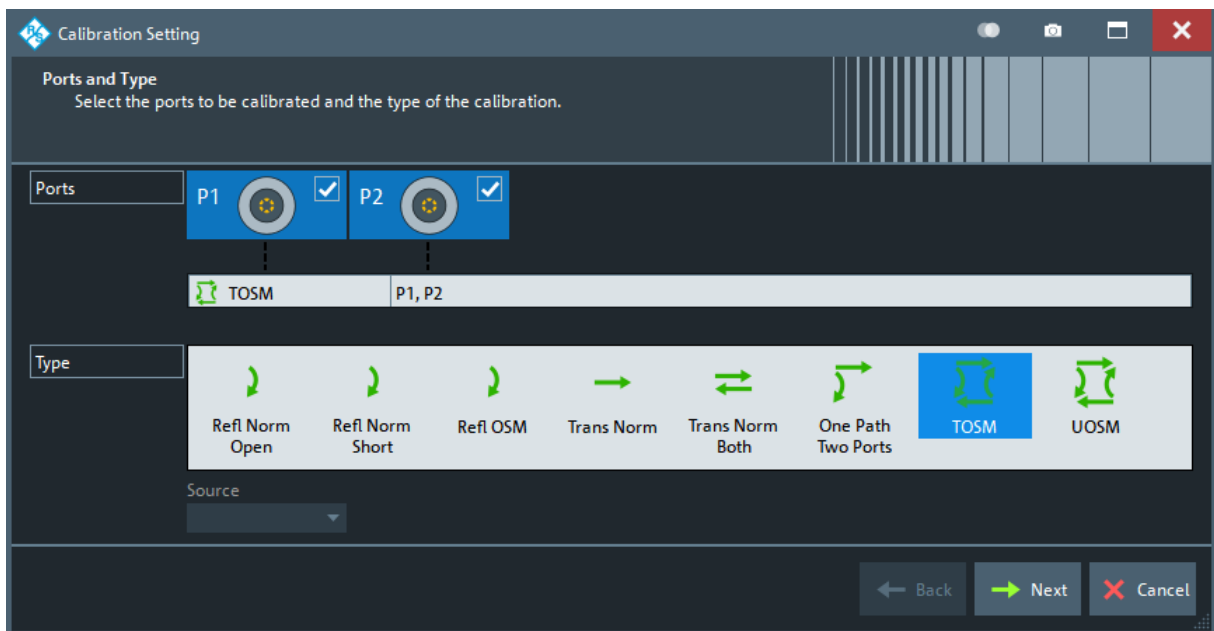 R&S Calibration Setting
Ports and Type
Select the ports to be calibrated and the type of the calibration.
Ports
P1
P2
TOSM
P1, P2
Type
Refl Norm
Open
Refl Norm
Short
Refl OSM
Trans Norm
Trans Norm
Both
One Path
Two Ports
TOSM
UOSM
Source
Back
Next
Cancel